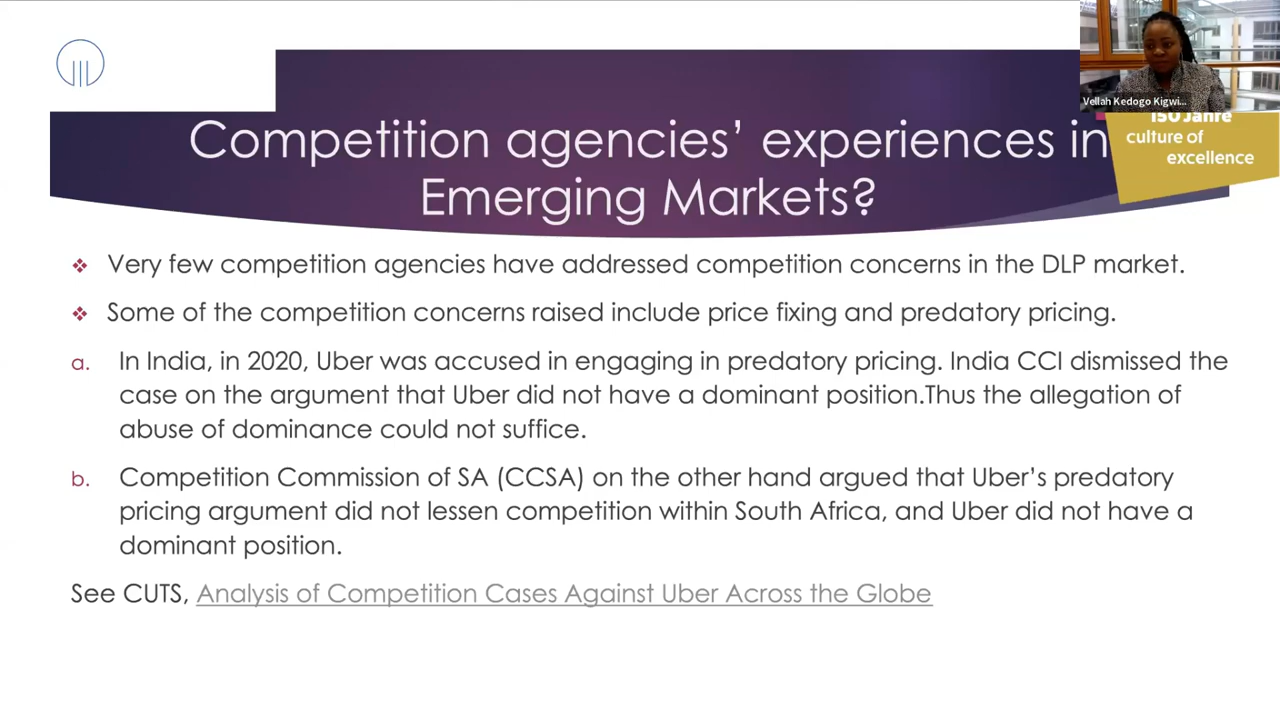 Vellah Kedogo Kigwi...
150 Jahre
culture of
excellence
Competition agencies’ experiences in
Emerging Markets?
❖ Very few competition agencies have addressed competition concerns in the DLP market.
❖ Some of the competition concerns raised include price fixing and predatory pricing.
a. In India, in 2020, Uber was accused in engaging in predatory pricing. India CCI dismissed the
case on the argument that Uber did not have a dominant position.Thus the allegation of
abuse of dominance could not suffice.
b. Competition Commission of SA (CCSA) on the other hand argued that Uber’s predatory
pricing argument did not lessen competition within South Africa, and Uber did not have a
dominant position.
See CUTS, Analysis of Competition Cases Against Uber Across the Globe